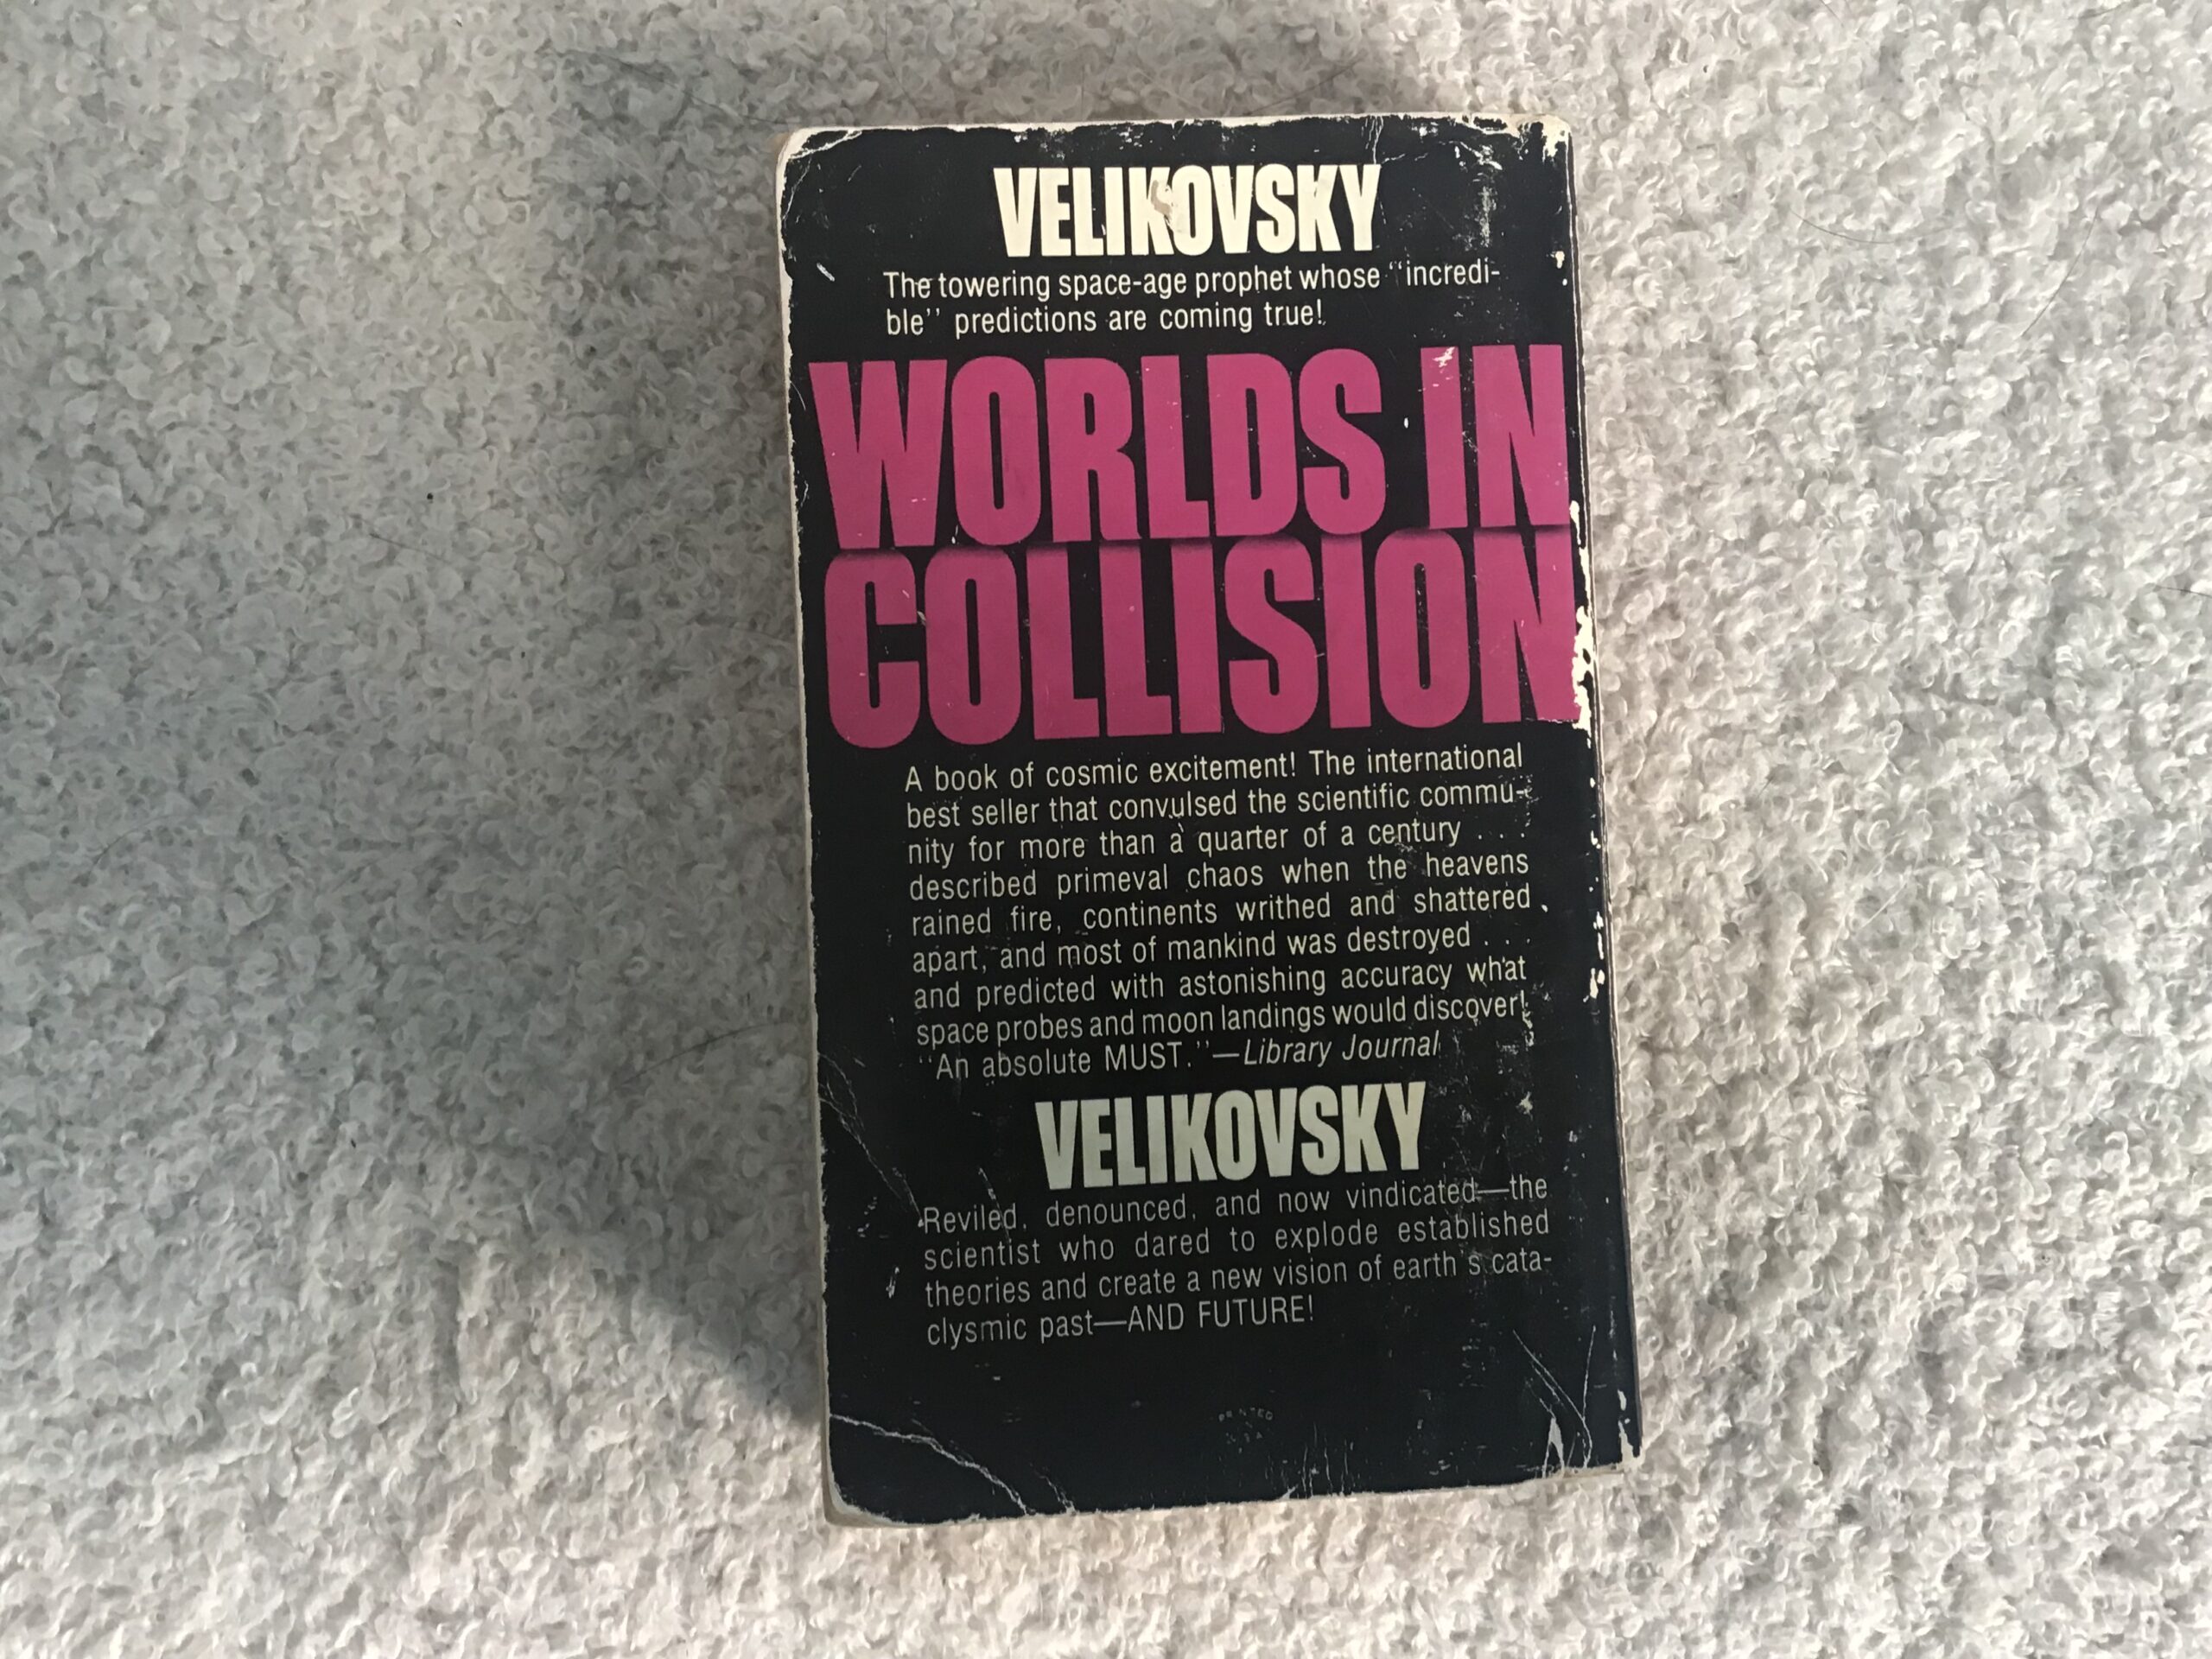 VELIKOVSKY
The towering space-age prophet whose "incredi-
ble" predictions are coming true!
WORLDS IN
COLLISION
A book of cosmic excitement! The international
best seller that convulsed the scientific commu-
nity for more than a quarter of a century . . .
described primeval chaos when the heavens
rained fire, continents writhed and shattered
apart, and most of mankind was destroyed . . .
and predicted with astonishing accuracy what
space probes and moon landings would discover!
"An absolute MUST."—Library Journal
VELIKOVSKY
Reviled, denounced, and now vindicated—the
scientist who dared to explode established
theories and create a new vision of earth's cata-
clysmic past—AND FUTURE!
PRINTED